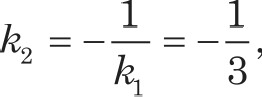 k₂ = −1/k₁ = −1/3,